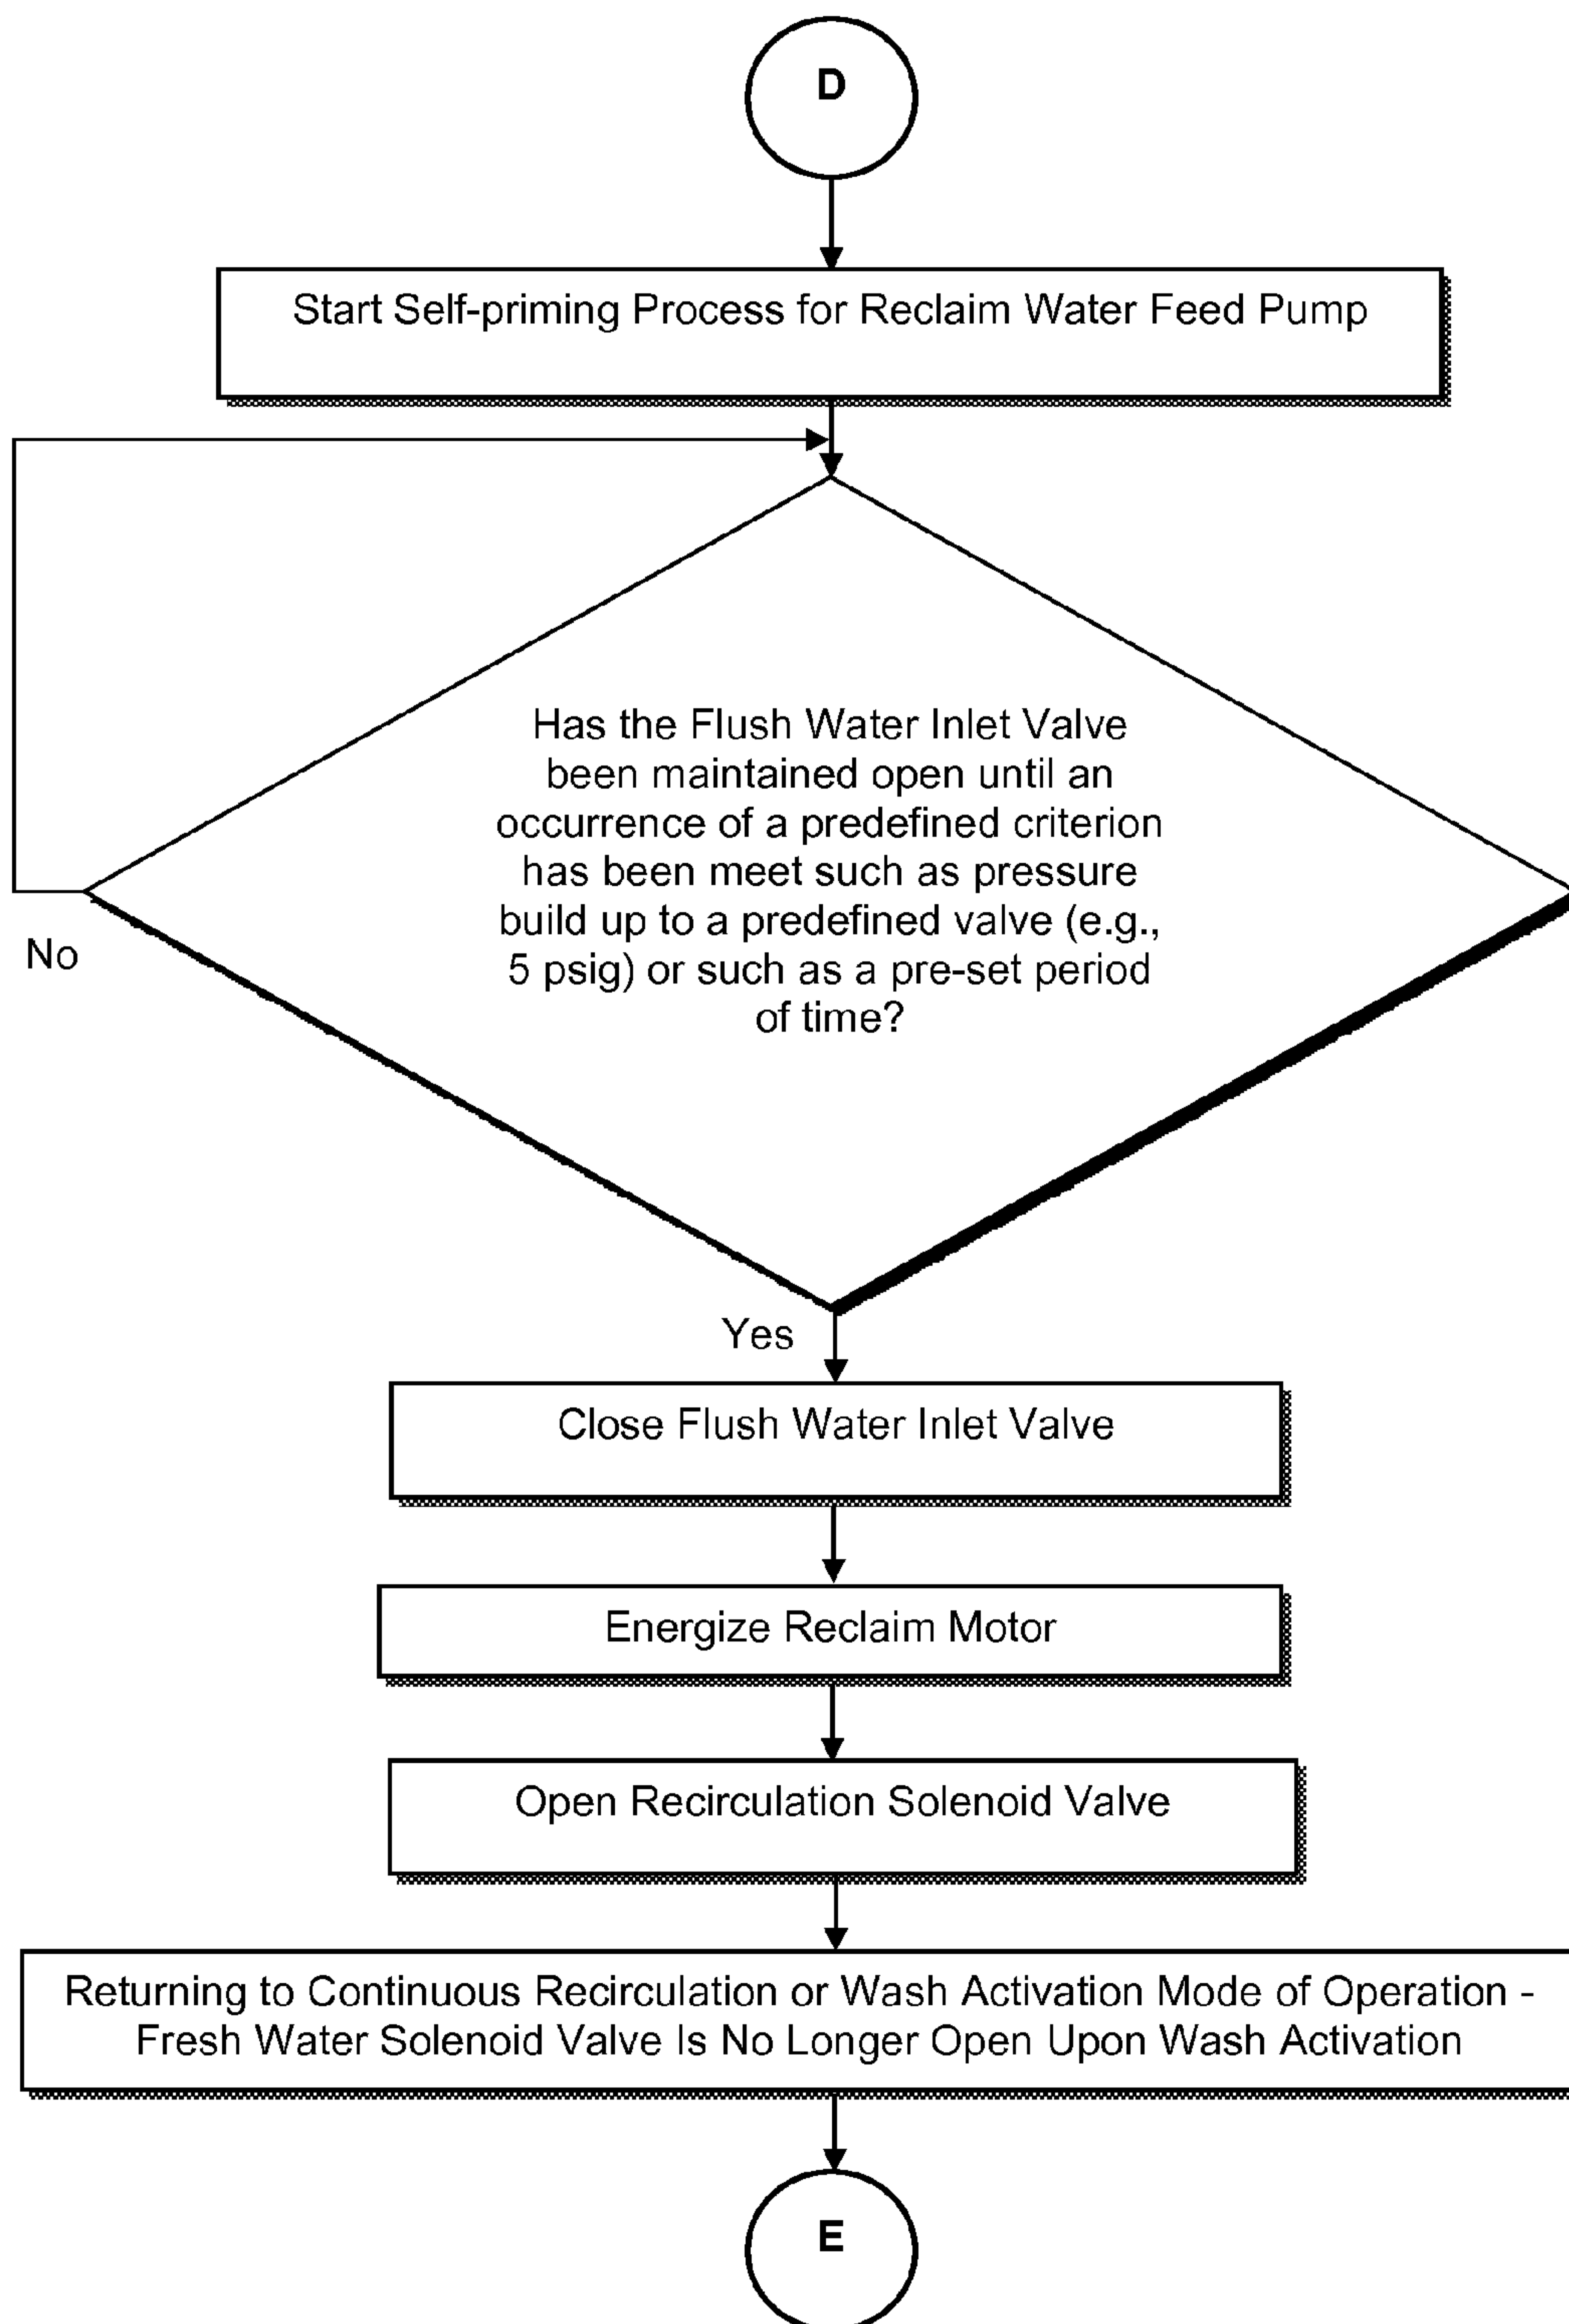 D
Start Self-priming Process for Reclaim Water Feed Pump
Has the Flush Water Inlet Valve
been maintained open until an
occurrence of a predefined criterion
has been meet such as pressure
build up to a predefined valve (e.g.,
5 psig) or such as a pre-set period
of time?
No
Yes
Close Flush Water Inlet Valve
Energize Reclaim Motor
Open Recirculation Solenoid Valve
Returning to Continuous Recirculation or Wash Activation Mode of Operation -
Fresh Water Solenoid Valve Is No Longer Open Upon Wash Activation
E